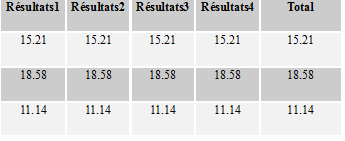 Résultats1 Résultats2 Résultats3 Résultats4 Total
15.21 15.21 15.21 15.21 15.21
18.58 18.58 18.58 18.58 18.58
11.14 11.14 11.14 11.14 11.14